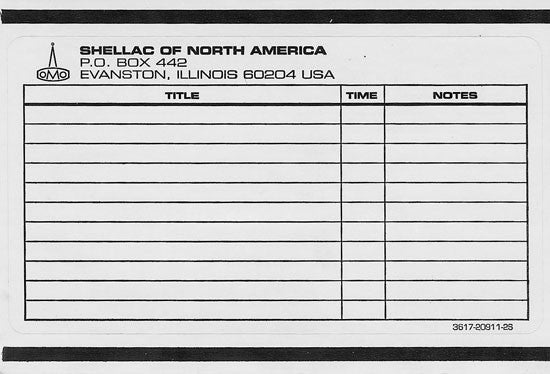 OMO
SHELLAC OF NORTH AMERICA
P.O. BOX 442
EVANSTON, ILLINOIS 60204 USA
TITLE TIME NOTES
3617-20911-2S